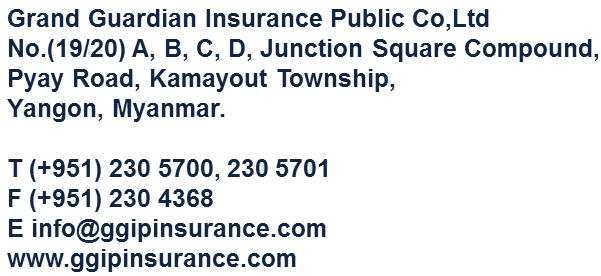 Grand Guardian Insurance Public Co,Ltd
No.(19/20) A, B, C, D, Junction Square Compound,
Pyay Road, Kamayout Township,
Yangon, Myanmar.
T (+951) 230 5700, 230 5701
F (+951) 230 4368
E info@ggipinsurance.com
www.ggipinsurance.com